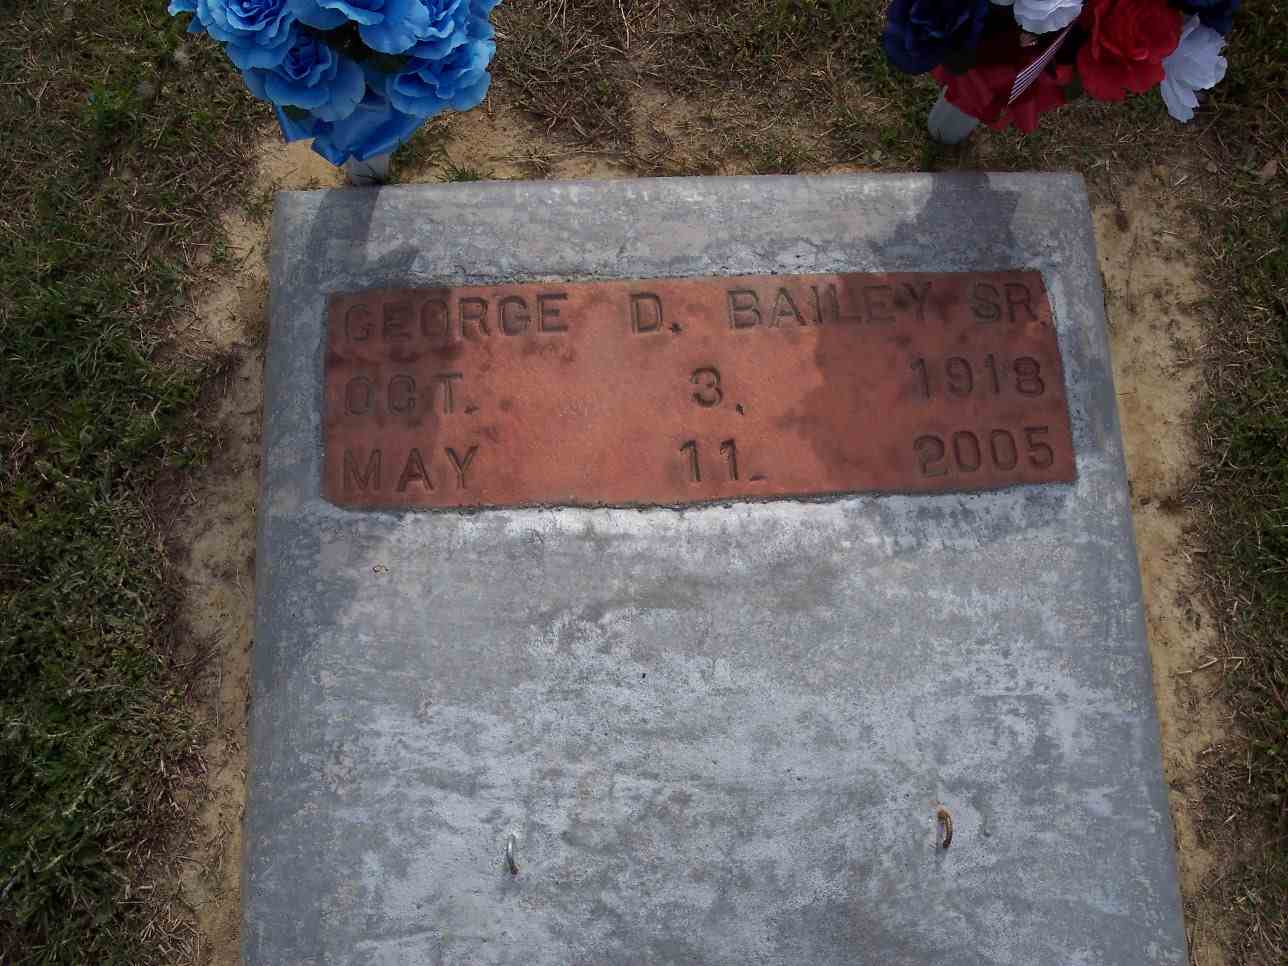 GEORGE D. BAILEY SR.
OCT. 3, 1918
MAY 11. 2005